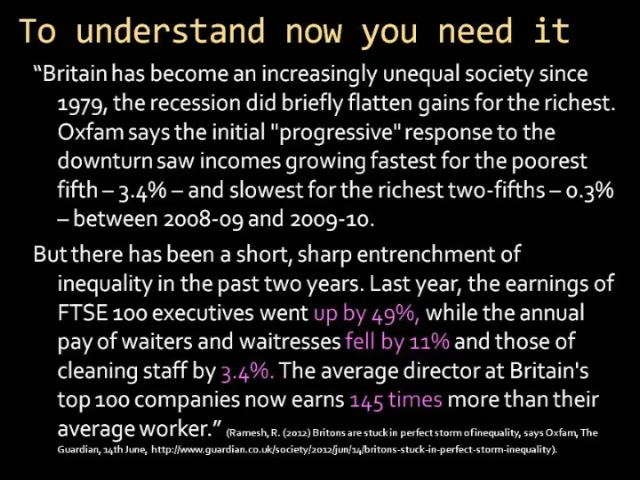 To understand now you need it
“Britain has become an increasingly unequal society since
1979, the recession did briefly flatten gains for the richest.
Oxfam says the initial "progressive" response to the
downturn saw incomes growing fastest for the poorest
fifth – 3.4% – and slowest for the richest two-fifths – 0.3%
– between 2008-09 and 2009-10.
But there has been a short, sharp entrenchment of
inequality in the past two years. Last year, the earnings of
FTSE 100 executives went up by 49%, while the annual
pay of waiters and waitresses fell by 11% and those of
cleaning staff by 3.4%. The average director at Britain's
top 100 companies now earns 145 times more than their
average worker.” (Ramesh, R. (2012) Britons are stuck in perfect storm of inequality, says Oxfam, The
Guardian, 14th June, http://www.guardian.co.uk/society/2012/jun/14/britons-stuck-in-perfect-storm-inequality).